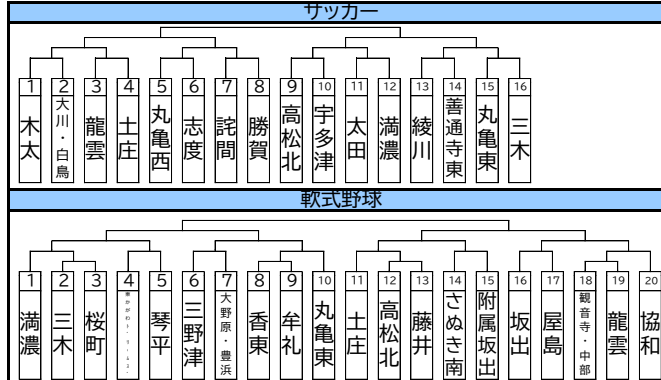 サッカー
1 2 3 4 5 6 7 8 9 10 11 12 13 14 15 16
木太
大川・白鳥
龍雲
土庄
丸亀西
志度
詫間
勝賀
高松北
宇多津
太田
満濃
綾川
善通寺東
丸亀東
三木
軟式野球
1 2 3 4 5 6 7 8 9 10 11 12 13 14 15 16 17 18 19 20
満濃
三木
桜町
琴平
三野津
大野原・豊浜
香東
牟礼
丸亀東
土庄
高松北
藤井
さぬき南
附属坂出
坂出
屋島
観音寺・中部
龍雲
協和